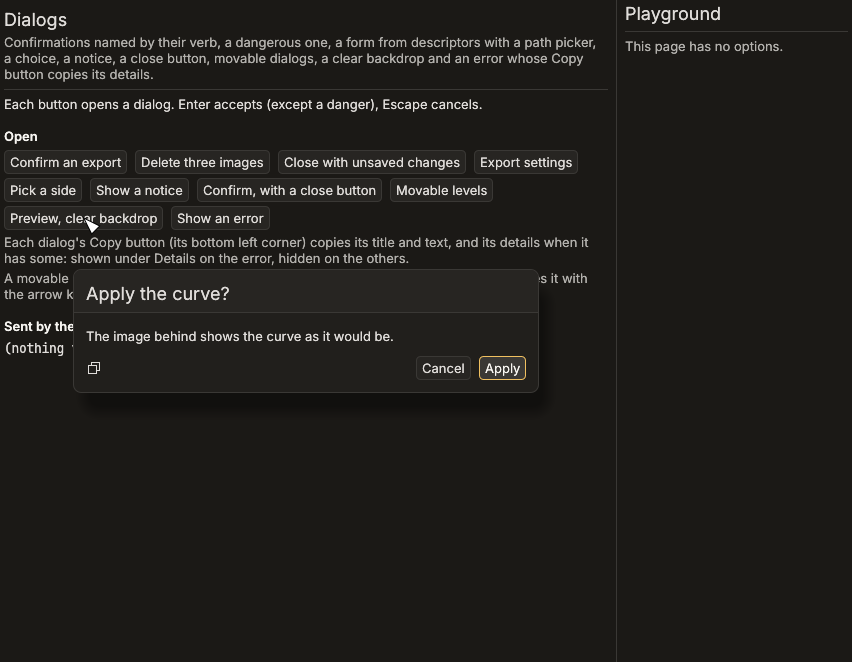 Dialogs
Confirmations named by their verb, a dangerous one, a form from descriptors with a path picker,
a choice, a notice, a close button, movable dialogs, a clear backdrop and an error whose Copy
button copies its details.
Each button opens a dialog. Enter accepts (except a danger), Escape cancels.
Open
Confirm an export
Delete three images
Close with unsaved changes
Export settings
Pick a side
Show a notice
Confirm, with a close button
Movable levels
Preview, clear backdrop
Show an error
Each dialog's Copy button (its bottom left corner) copies its title and text, and its details when it
has some: shown under Details on the error, hidden on the others.
A movable
it with
the arrow
Sent by the
(nothing
Apply the curve?
The image behind shows the curve as it would be.
Cancel
Apply
Playground
This page has no options.